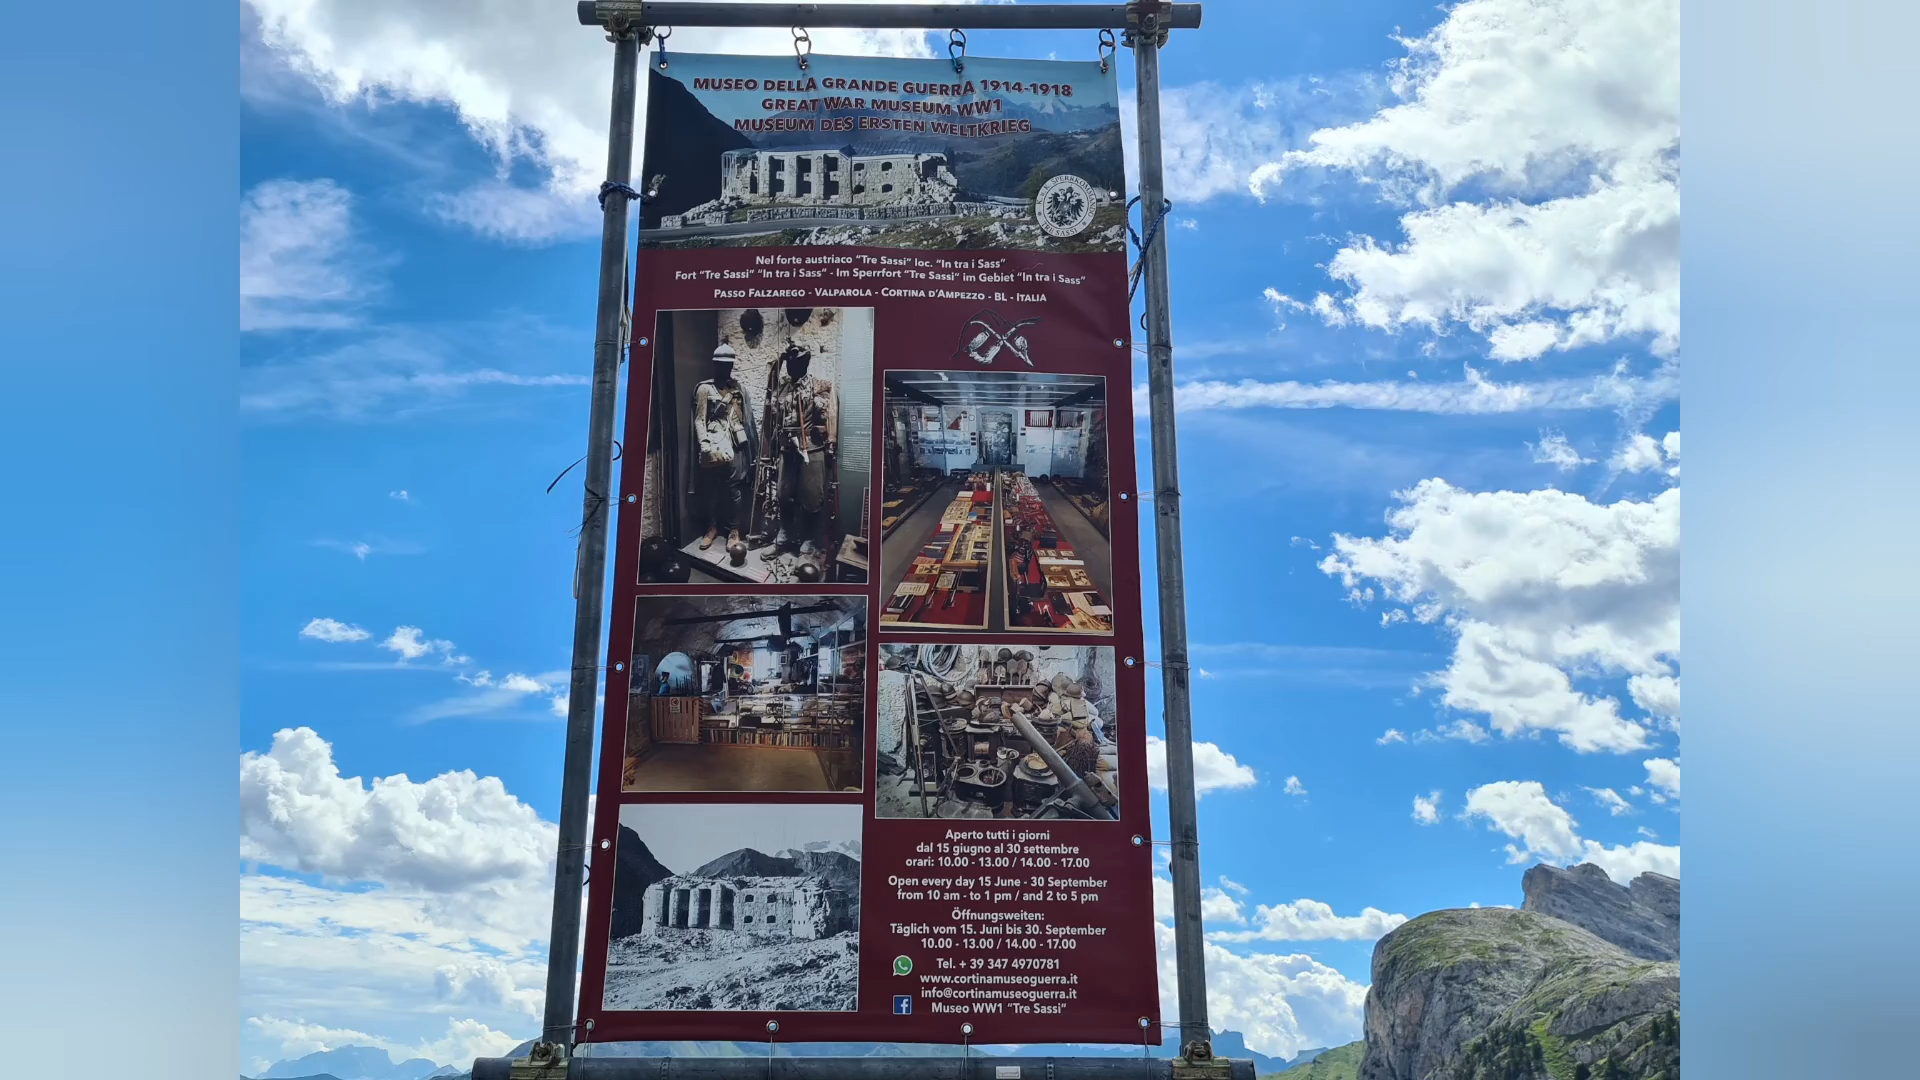 MUSEO DELLA GRANDE GUERRA 1914-1918
GREAT WAR MUSEUM WW1
MUSEUM DES ERSTEN WELTKRIEG
K.u.K. SPERRKOMMANDO
TRE SASSI
Nel forte austriaco "Tre Sassi" loc. "In tra i Sass"
Fort "Tre Sassi" "In tra i Sass" - Im Sperrfort "Tre Sassi" im Gebiet "In tra i Sass"
PASSO FALZAREGO - VALPAROLA - CORTINA D'AMPEZZO - BL - ITALIA
Aperto tutti i giorni
dal 15 giugno al 30 settembre
orari: 10.00 - 13.00 / 14.00 - 17.00
Open every day 15 June - 30 September
from 10 am - to 1 pm / and 2 to 5 pm
Öffnungsweiten:
Täglich vom 15. Juni bis 30. September
10.00 - 13.00 / 14.00 - 17.00
Tel. + 39 347 4970781
www.cortinamuseoguerra.it
info@cortinamuseoguerra.it
Museo WW1 "Tre Sassi"